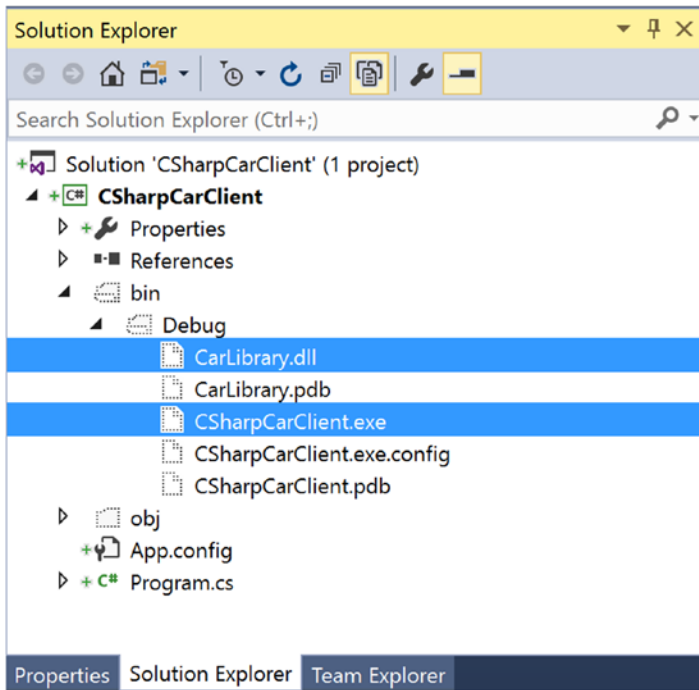 Solution Explorer
Search Solution Explorer (Ctrl+;)
Solution 'CSharpCarClient' (1 project)
C# CSharpCarClient
Properties
References
bin
Debug
CarLibrary.dll
CarLibrary.pdb
CSharpCarClient.exe
CSharpCarClient.exe.config
CSharpCarClient.pdb
obj
App.config
C# Program.cs
Properties Solution Explorer Team Explorer